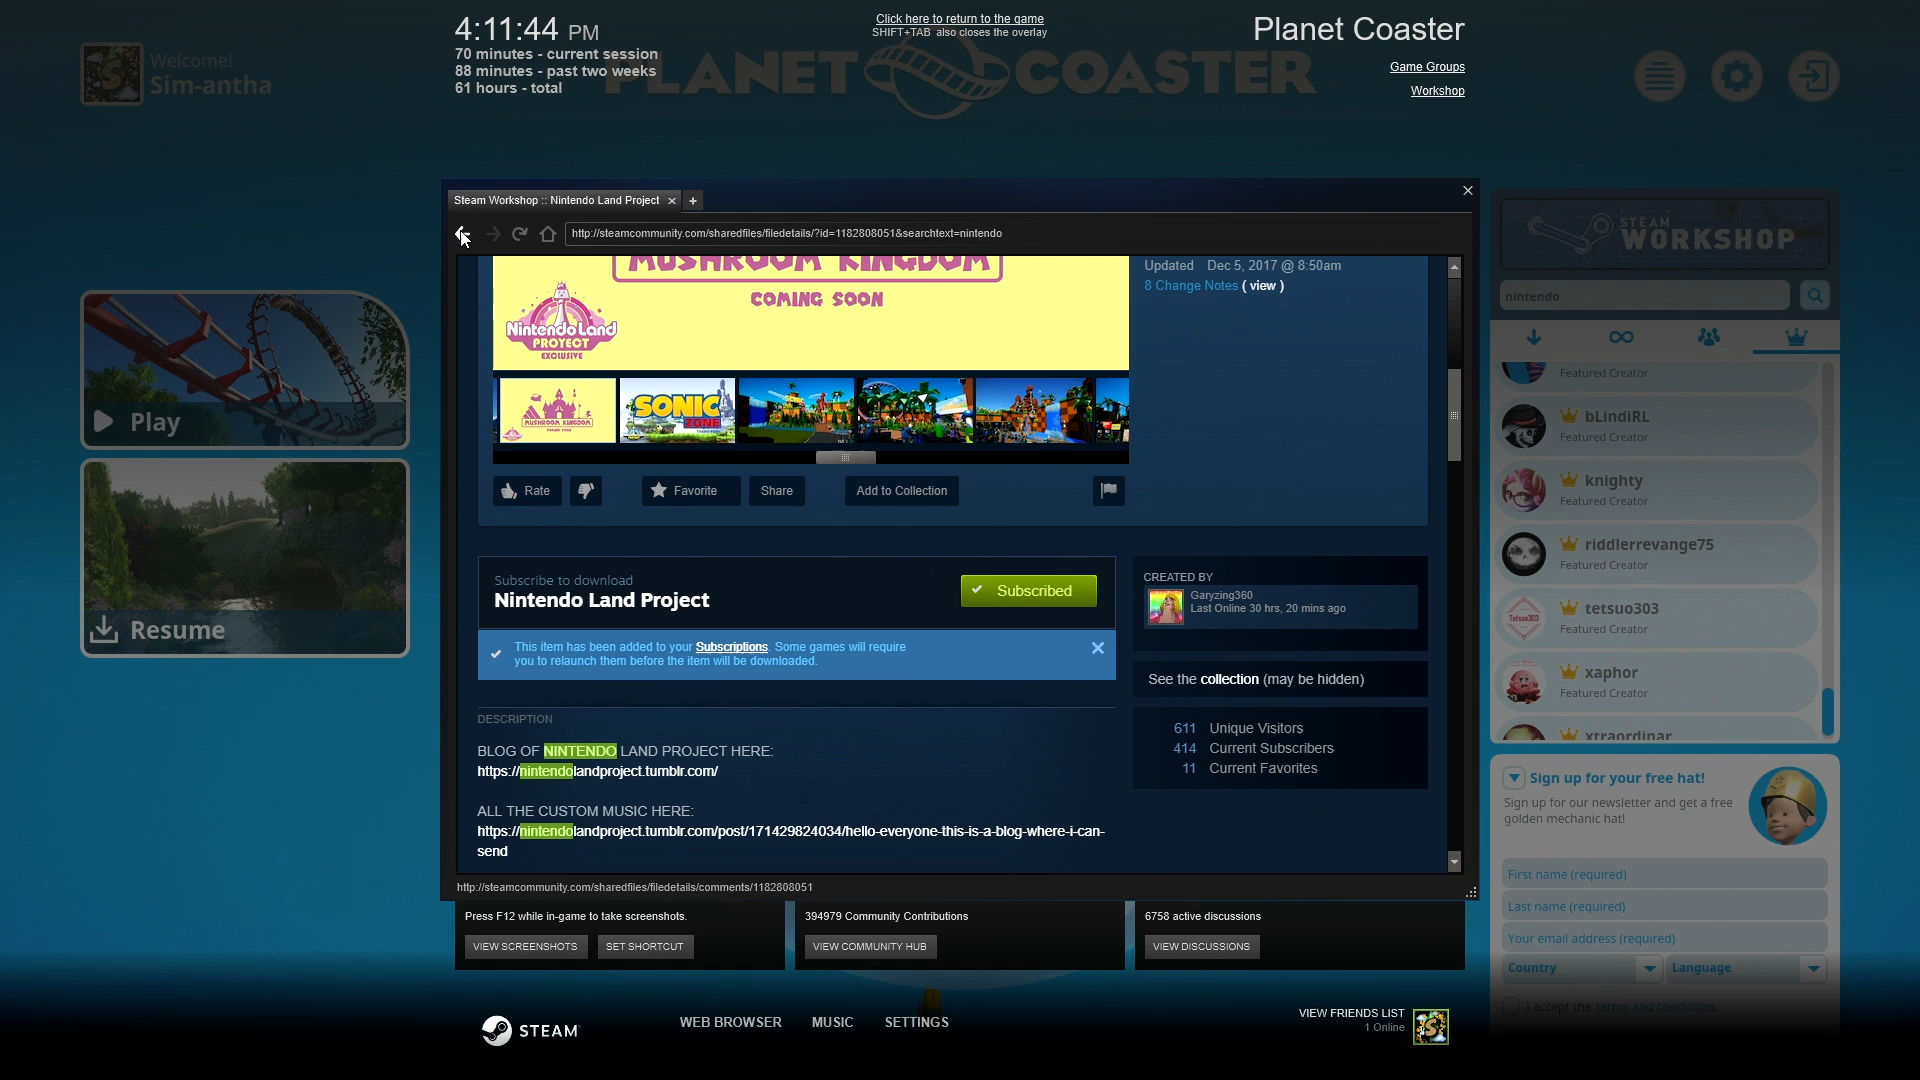 4:11:44 PM
70 minutes - current session
88 minutes - past two weeks
61 hours - total
Click here to return to the game
SHIFT+TAB also closes the overlay
Planet Coaster
Game Groups
Workshop
Welcome!
Sim-antha
PLANET COASTER
Steam Workshop :: Nintendo Land Project
http://steamcommunity.com/sharedfiles/filedetails/?id=1182808051&searchtext=nintendo
MUSHROOM KINGDOM
COMING SOON
Nintendo Land
PROYECT
EXCLUSIVE
Updated Dec 5, 2017 @ 8:50am
8 Change Notes ( view )
MUSHROOM KINGDOM
SONIC
ZONE
Rate
Favorite
Share
Add to Collection
Subscribe to download
Nintendo Land Project
Subscribed
This item has been added to your Subscriptions. Some games will require
you to relaunch them before the item will be downloaded.
CREATED BY
Garyzing360
Last Online 30 hrs, 20 mins ago
See the collection (may be hidden)
611 Unique Visitors
414 Current Subscribers
11 Current Favorites
DESCRIPTION
BLOG OF NINTENDO LAND PROJECT HERE:
https://nintendolandproject.tumblr.com/
ALL THE CUSTOM MUSIC HERE:
https://nintendolandproject.tumblr.com/post/171429824034/hello-everyone-this-is-a-blog-where-i-can-
send
http://steamcommunity.com/sharedfiles/filedetails/comments/1182808051
Press F12 while in-game to take screenshots.
VIEW SCREENSHOTS
SET SHORTCUT
394979 Community Contributions
VIEW COMMUNITY HUB
6758 active discussions
VIEW DISCUSSIONS
STEAM
WEB BROWSER
MUSIC
SETTINGS
VIEW FRIENDS LIST
1 Online
Play
Resume
STEAM
WORKSHOP
nintendo
Featured Creator
bLindiRL
Featured Creator
knighty
Featured Creator
riddlerrevange75
Featured Creator
tetsuo303
Featured Creator
Tetsuo303
xaphor
Featured Creator
xtraordinar
Sign up for your free hat!
Sign up for our newsletter and get a free
golden mechanic hat!
First name (required)
Last name (required)
Your email address (required)
Country
Language
I accept the terms and conditions.